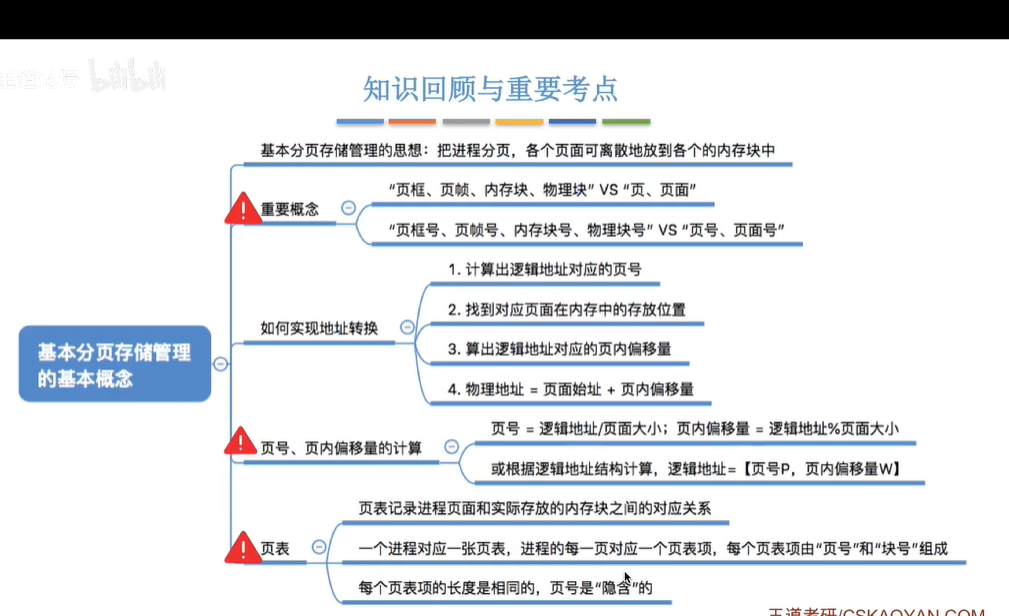 王道论坛 bilibili
知识回顾与重要考点
基本分页存储管理的思想：把进程分页，各个页面可离散地放到各个的内存块中
重要概念
“页框、页帧、内存块、物理块” VS “页、页面”
“页框号、页帧号、内存块号、物理块号” VS “页号、页面号”
如何实现地址转换
1. 计算出逻辑地址对应的页号
2. 找到对应页面在内存中的存放位置
3. 算出逻辑地址对应的页内偏移量
4. 物理地址 = 页面始址 + 页内偏移量
基本分页存储管理
的基本概念
页号、页内偏移量的计算
页号 = 逻辑地址/页面大小；页内偏移量 = 逻辑地址%页面大小
或根据逻辑地址结构计算，逻辑地址=【页号P，页内偏移量W】
页表
页表记录进程页面和实际存放的内存块之间的对应关系
一个进程对应一张页表，进程的每一页对应一个页表项，每个页表项由“页号”和“块号”组成
每个页表项的长度是相同的，页号是“隐含”的
王道考研/CSKAOYAN.COM